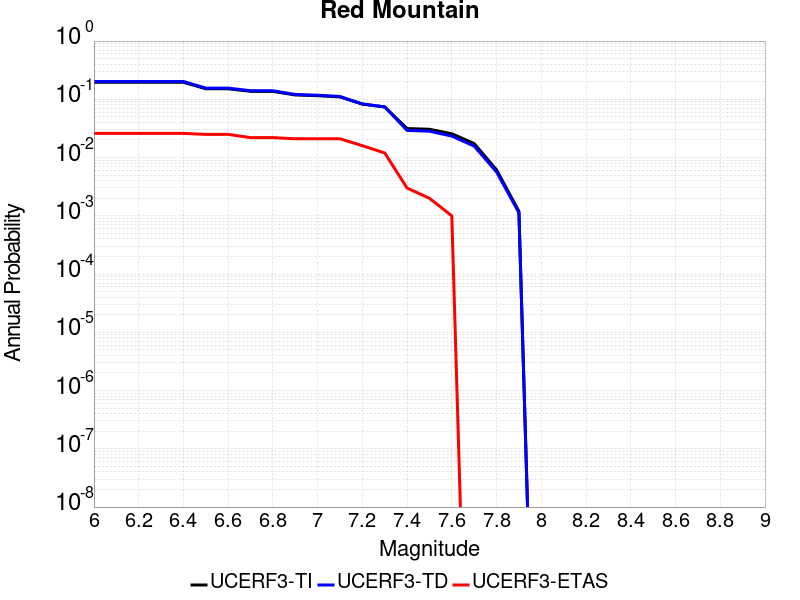 Red Mountain
10^0
10^-1
10^-2
10^-3
10^-4
10^-5
10^-6
10^-7
10^-8
Annual Probability
6 6.2 6.4 6.6 6.8 7 7.2 7.4 7.6 7.8 8 8.2 8.4 8.6 8.8 9
Magnitude
UCERF3-TI UCERF3-TD UCERF3-ETAS